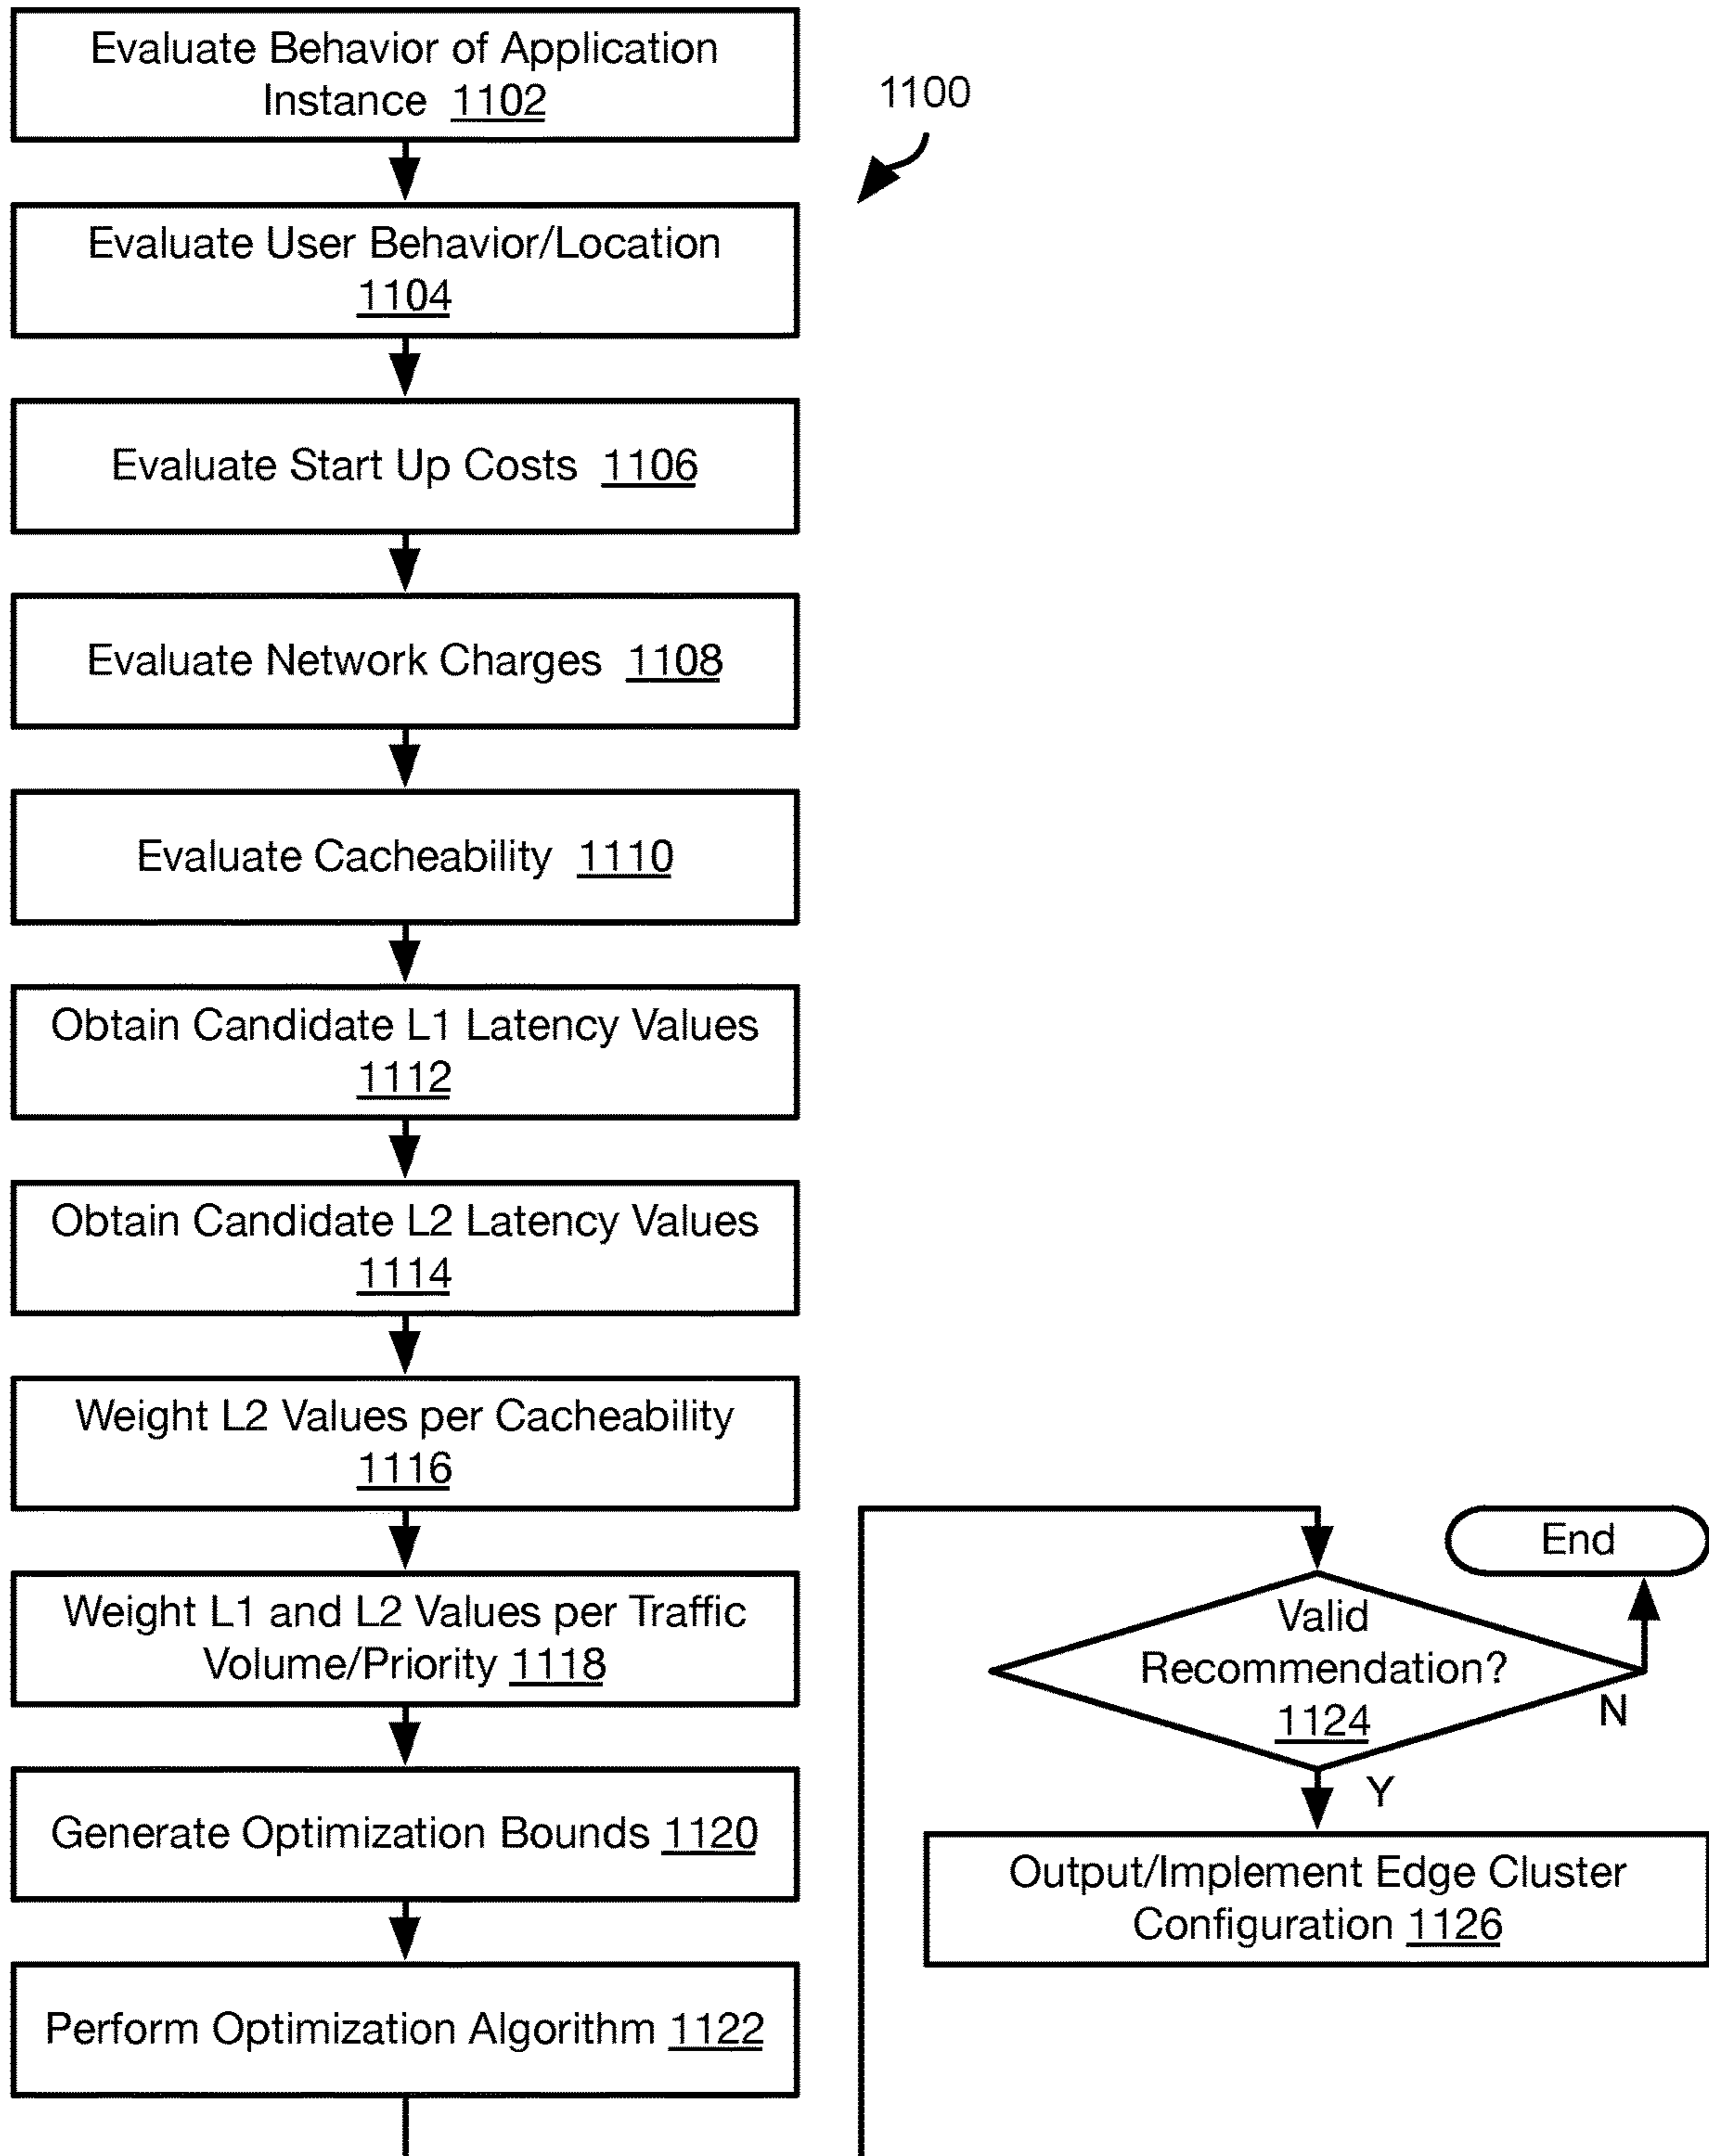 Evaluate Behavior of Application
Instance 1102
1100
Evaluate User Behavior/Location
1104
Evaluate Start Up Costs 1106
Evaluate Network Charges 1108
Evaluate Cacheability 1110
Obtain Candidate L1 Latency Values
1112
Obtain Candidate L2 Latency Values
1114
Weight L2 Values per Cacheability
1116
Weight L1 and L2 Values per Traffic
Volume/Priority 1118
Generate Optimization Bounds 1120
Perform Optimization Algorithm 1122
End
Valid
Recommendation?
1124
N
Y
Output/Implement Edge Cluster
Configuration 1126